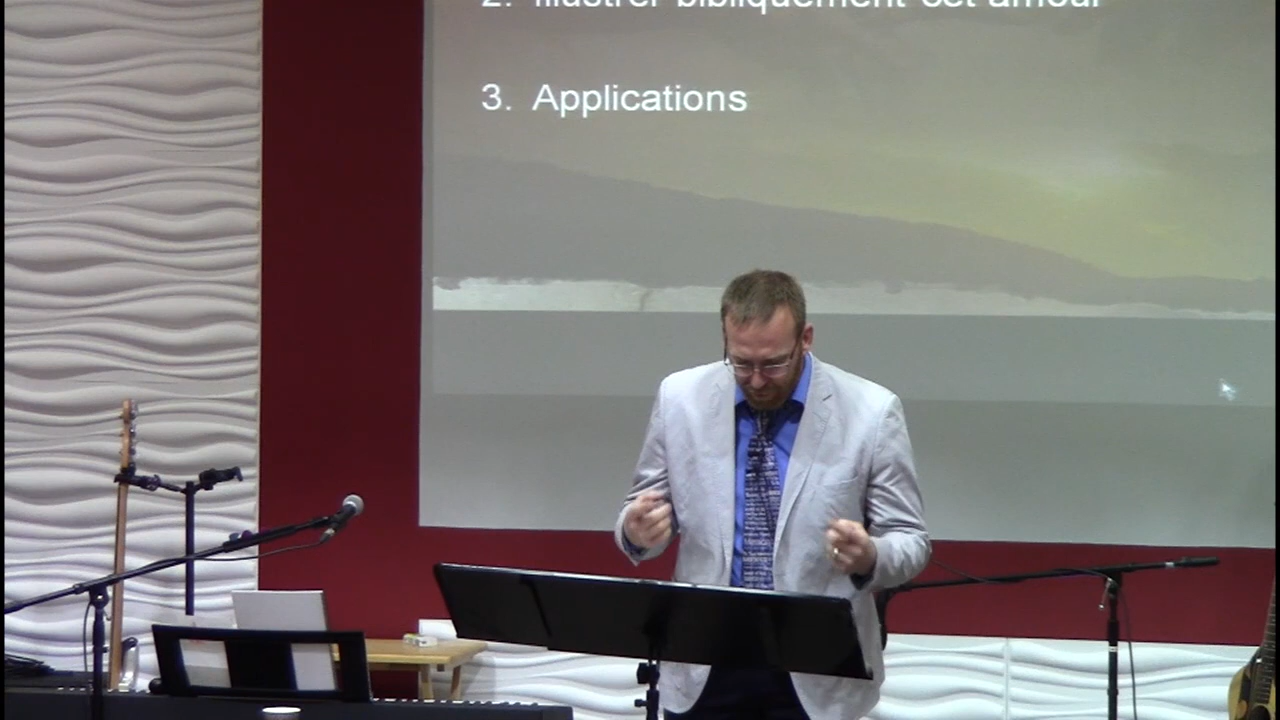 2. Illustrer bibliquement cet amour
3. Applications